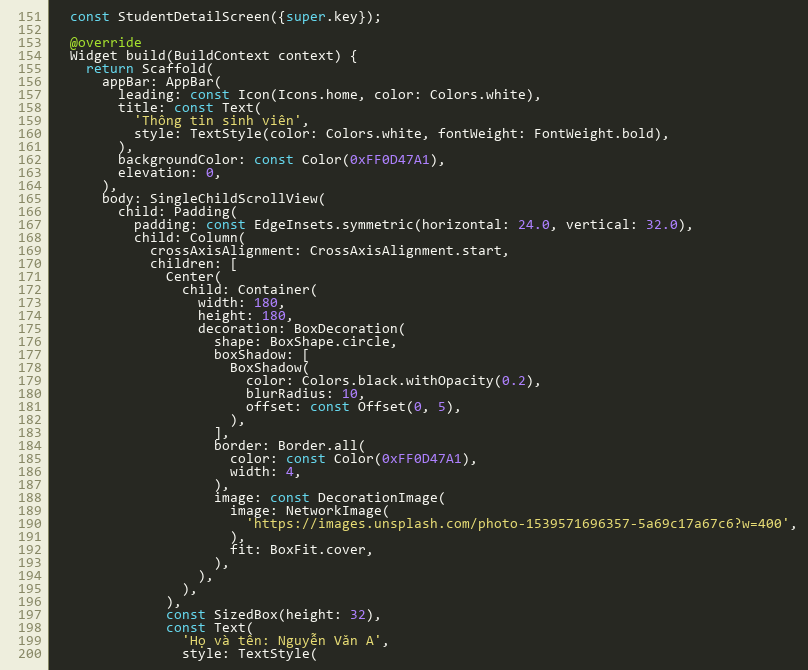 151 const StudentDetailScreen({super.key});
152
153 @override
154 Widget build(BuildContext context) {
155 return Scaffold(
156 appBar: AppBar(
157 leading: const Icon(Icons.home, color: Colors.white),
158 title: const Text(
159 'Thông tin sinh viên',
160 style: TextStyle(color: Colors.white, fontWeight: FontWeight.bold),
161 ),
162 backgroundColor: const Color(0xFF0D47A1),
163 elevation: 0,
164 ),
165 body: SingleChildScrollView(
166 child: Padding(
167 padding: const EdgeInsets.symmetric(horizontal: 24.0, vertical: 32.0),
168 child: Column(
169 crossAxisAlignment: CrossAxisAlignment.start,
170 children: [
171 Center(
172 child: Container(
173 width: 180,
174 height: 180,
175 decoration: BoxDecoration(
176 shape: BoxShape.circle,
177 boxShadow: [
178 BoxShadow(
179 color: Colors.black.withOpacity(0.2),
180 blurRadius: 10,
181 offset: const Offset(0, 5),
182 ),
183 ],
184 border: Border.all(
185 color: const Color(0xFF0D47A1),
186 width: 4,
187 ),
188 image: const DecorationImage(
189 image: NetworkImage(
190 'https://images.unsplash.com/photo-1539571696357-5a69c17a67c6?w=400',
191 ),
192 fit: BoxFit.cover,
193 ),
194 ),
195 ),
196 ),
197 const SizedBox(height: 32),
198 const Text(
199 'Họ và tên: Nguyễn Văn A',
200 style: TextStyle(